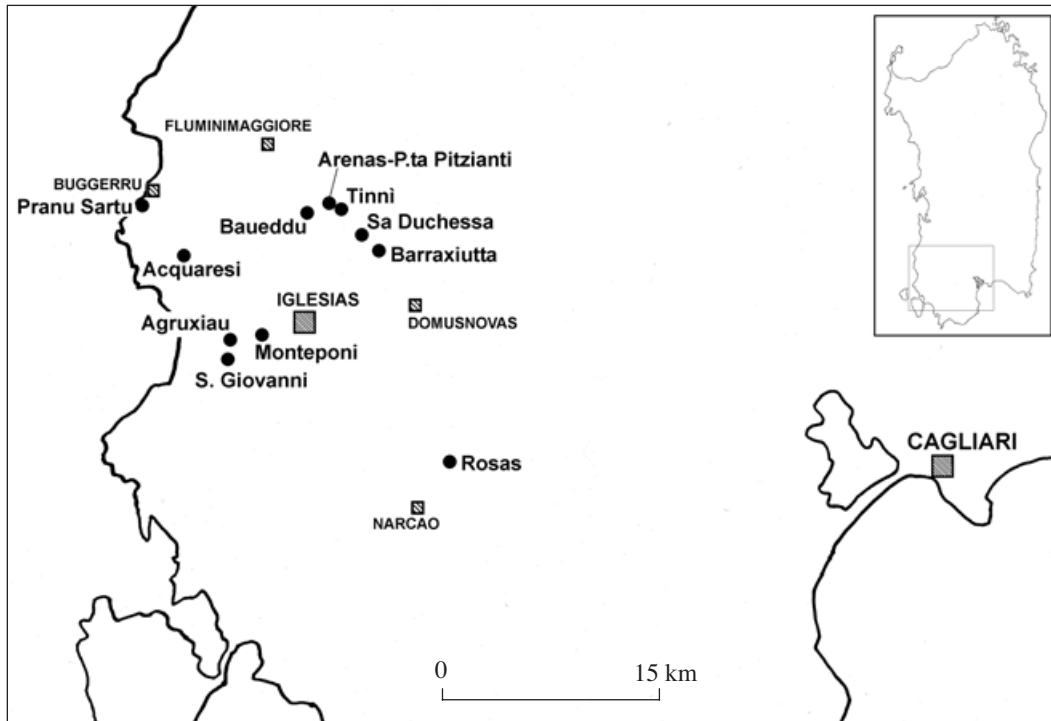 FLUMINIMAGGIORE
Arenas-P.ta Pitzianti
BUGGERRU
Tinnì
Pranu Sartu
Baueddu
Sa Duchessa
Barraxiutta
Acquaresi
IGLESIAS
DOMUSNOVAS
Agruxiau
Monteponi
S. Giovanni
CAGLIARI
Rosas
NARCAO
0 15 km